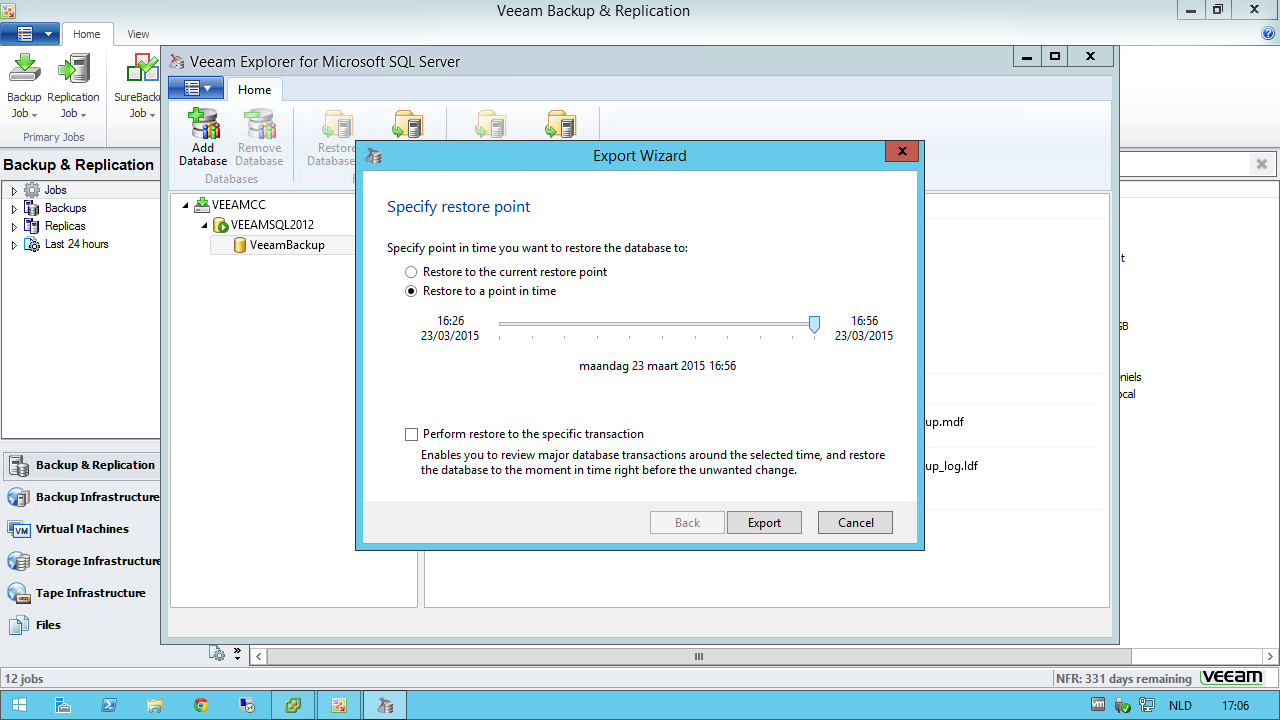 Veeam Backup & Replication
Home
View
Veeam Explorer for Microsoft SQL Server
Home
Backup
Job
Replication
Job
Job
Primary Jobs
Add
Database
Remove
Database
Databases
Backup & Replication
Jobs
Backups
Replicas
Last 24 hours
VEEAMCC
VEEAMSQL2012
VeeamBackup
Export Wizard
Specify restore point
Specify point in time you want to restore the database to:
Restore to the current restore point
Restore to a point in time
16:26
23/03/2015
16:56
23/03/2015
maandag 23 maart 2015 16:56
Perform restore to the specific transaction
Enables you to review major database transactions around the selected time, and restore
the database to the moment in time right before the unwanted change.
Back
Export
Cancel
up.mdf
up_log.ldf
t
GB
niels
ocal
Backup & Replication
Backup Infrastructure
Virtual Machines
Storage Infrastructure
Tape Infrastructure
Files
12 jobs
NFR: 331 days remaining
veeam
vm
NLD
17:06